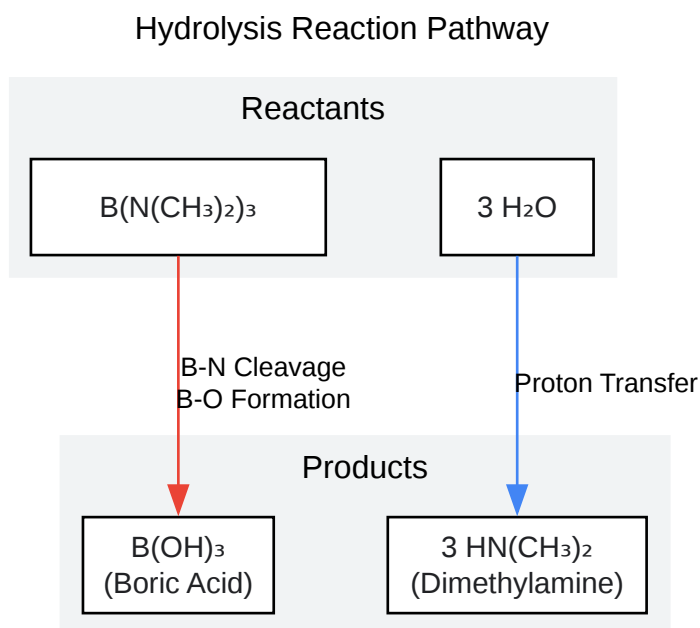 Hydrolysis Reaction Pathway
Reactants
B(N(CH₃)₂)₃
3 H₂O
B-N Cleavage
B-O Formation
Proton Transfer
Products
B(OH)₃
(Boric Acid)
3 HN(CH₃)₂
(Dimethylamine)